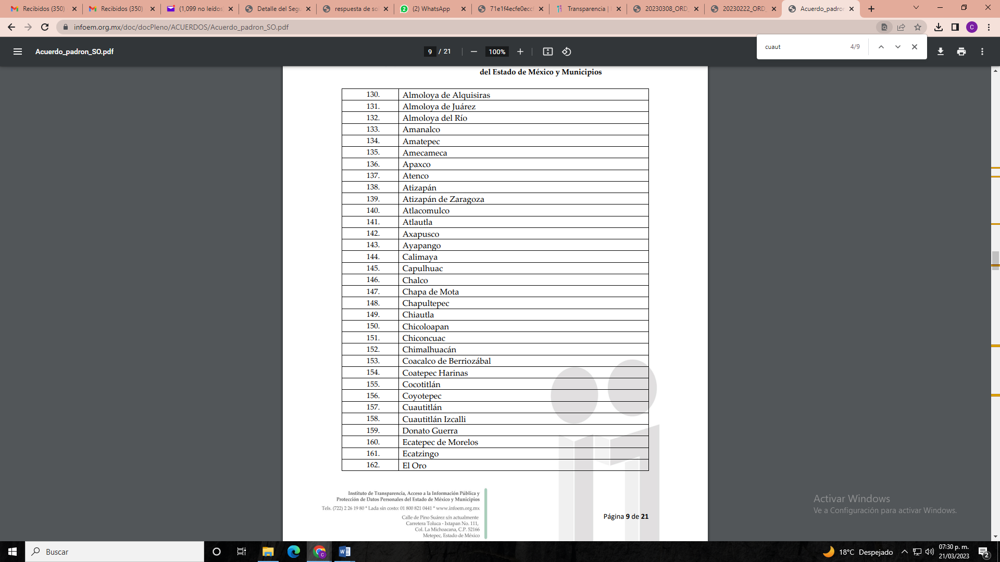 Recibidos (350)
Recibidos (350)
(1,099 no leídos
Detalle del Segu
respuesta de so
(2) WhatsApp
71e1f4ecfe0eccf
Transparencia |
20230308_ORD_
20230222_ORD_
Acuerdo_padro
infoem.org.mx/doc/docPleno/ACUERDOS/Acuerdo_padron_SO.pdf
C
Acuerdo_padron_SO.pdf
9 / 21
100%
cuaut
4/9
del Estado de México y Municipios
130. Almoloya de Alquisiras
131. Almoloya de Juárez
132. Almoloya del Río
133. Amanalco
134. Amatepec
135. Amecameca
136. Apaxco
137. Atenco
138. Atizapán
139. Atizapán de Zaragoza
140. Atlacomulco
141. Atlautla
142. Axapusco
143. Ayapango
144. Calimaya
145. Capulhuac
146. Chalco
147. Chapa de Mota
148. Chapultepec
149. Chiautla
150. Chicoloapan
151. Chiconcuac
152. Chimalhuacán
153. Coacalco de Berriozábal
154. Coatepec Harinas
155. Cocotitlán
156. Coyotepec
157. Cuautitlán
158. Cuautitlán Izcalli
159. Donato Guerra
160. Ecatepec de Morelos
161. Ecatzingo
162. El Oro
Instituto de Transparencia, Acceso a la Información Pública y
Protección de Datos Personales del Estado de México y Municipios
Tels. (722) 2 26 19 80 * Lada sin costo: 01 800 821 0441 * www.infoem.org.mx
Calle de Pino Suárez s/n actualmente
Carretera Toluca - Ixtapan No. 111,
Col. La Michoacana, C.P. 52166
Metepec, Estado de México
Página 9 de 21
Activar Windows
Ve a Configuración para activar Windows.
Buscar
18°C Despejado
07:30 p. m.
21/03/2023
2